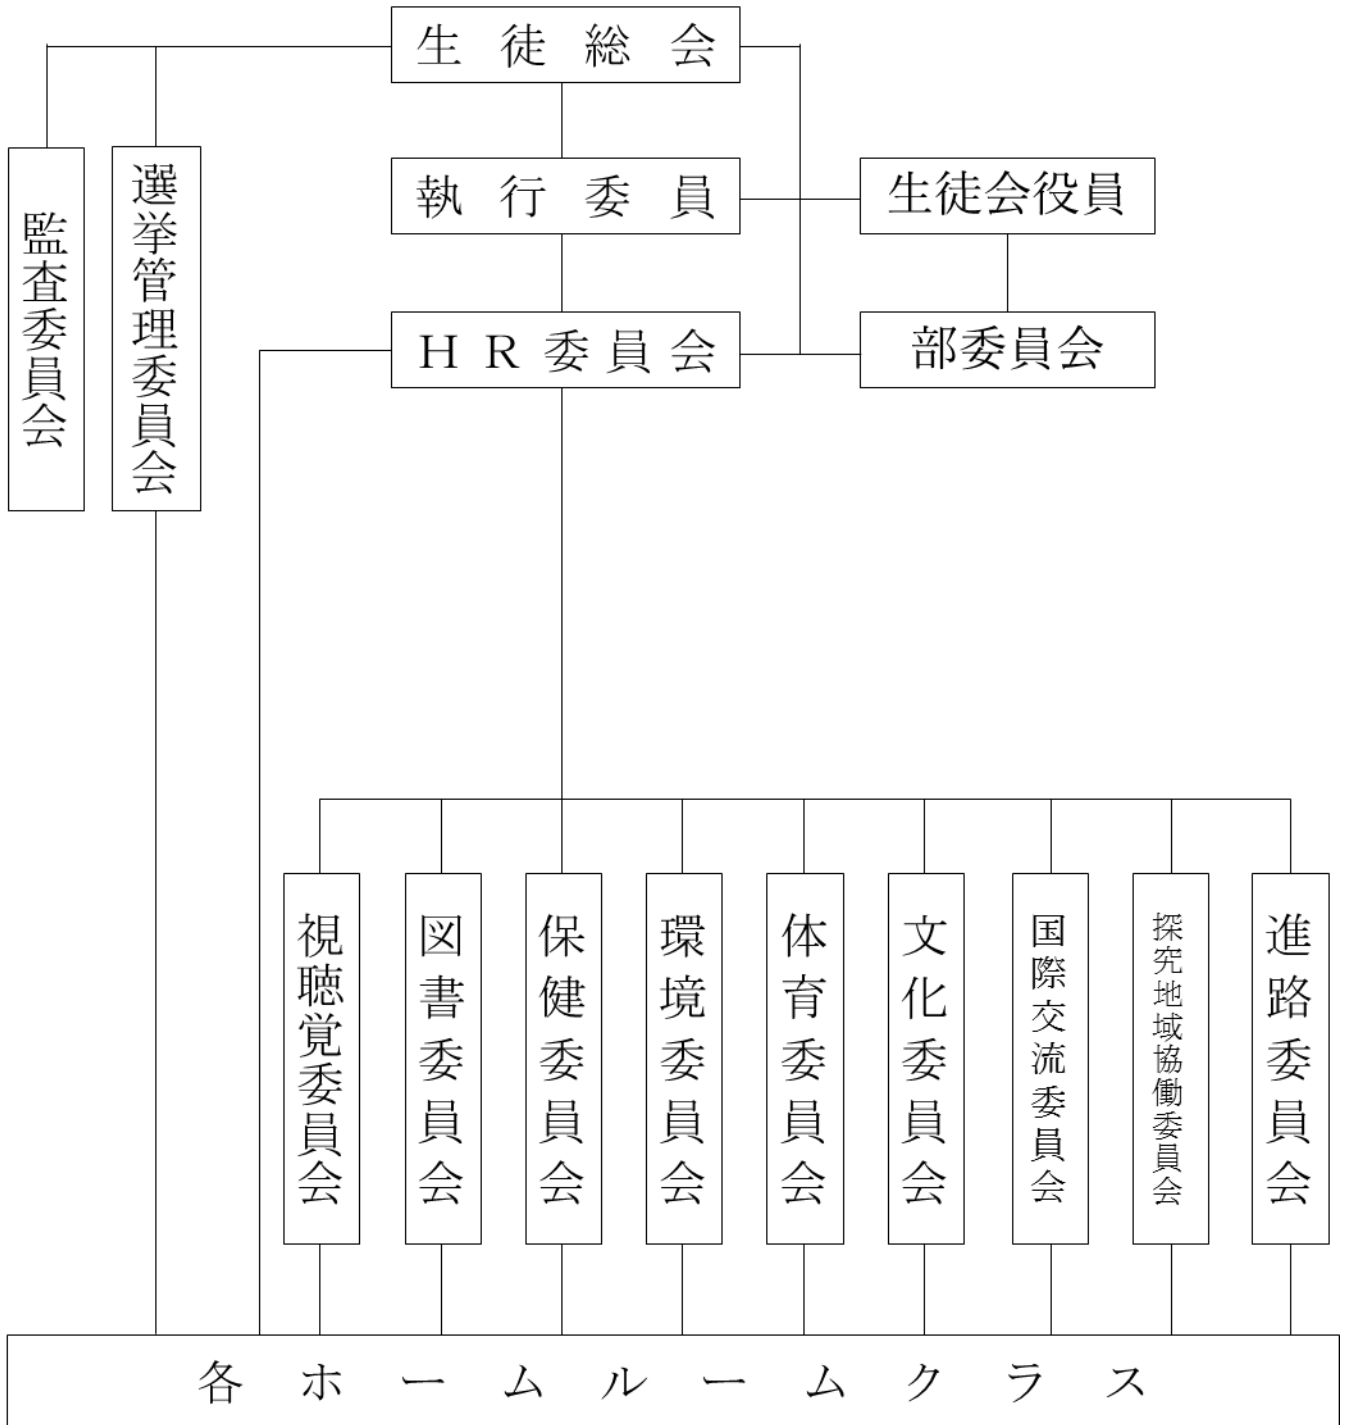 生徒総会
執行委員
生徒会役員
HR委員会
部委員会
監査委員会
選挙管理委員会
視聴覚委員会
図書委員会
保健委員会
環境委員会
体育委員会
文化委員会
国際交流委員会
探究地域協働委員会
進路委員会
各ホームルームクラス